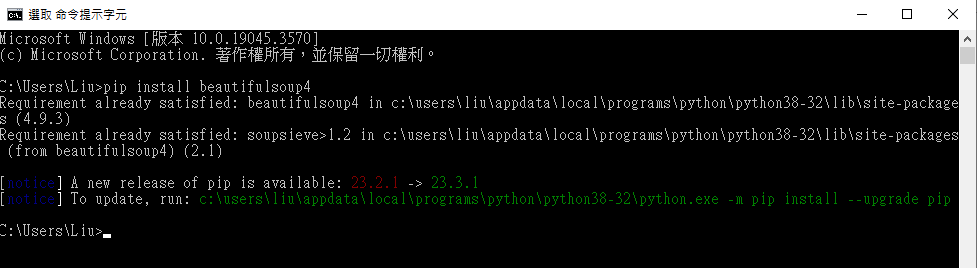 選取 命令提示字元
Microsoft Windows [版本 10.0.19045.3570]
(c) Microsoft Corporation. 著作權所有，並保留一切權利。
C:\Users\Liu>pip install beautifulsoup4
Requirement already satisfied: beautifulsoup4 in c:\users\liu\appdata\local\programs\python\python38-32\lib\site-package
s (4.9.3)
Requirement already satisfied: soupsieve>1.2 in c:\users\liu\appdata\local\programs\python\python38-32\lib\site-packages
(from beautifulsoup4) (2.1)
[notice] A new release of pip is available: 23.2.1 -> 23.3.1
[notice] To update, run: c:\users\liu\appdata\local\programs\python\python38-32\python.exe -m pip install --upgrade pip
C:\Users\Liu>